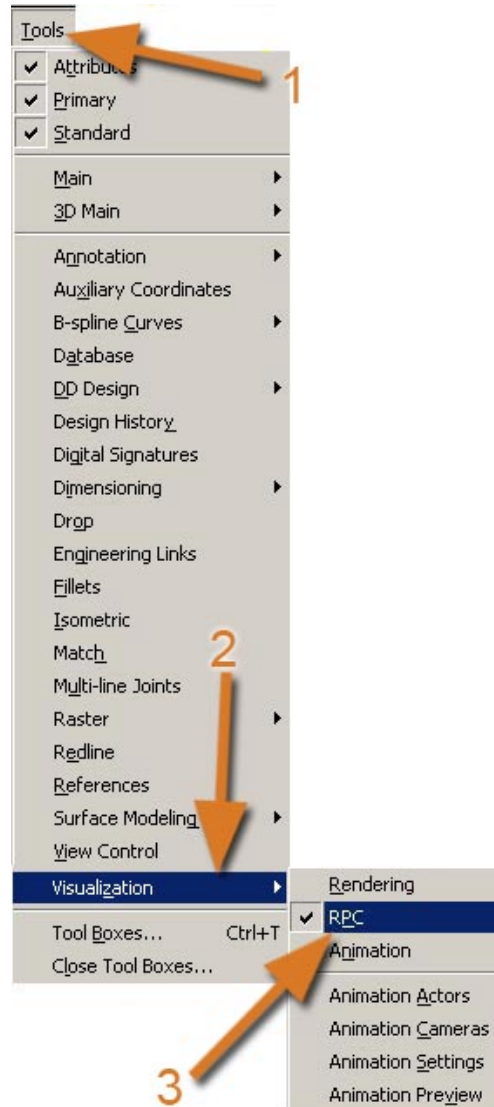 Tools
1
Attributes
Primary
Standard
Main
3D Main
Annotation
Auxiliary Coordinates
B-spline Curves
Database
DD Design
Design History
Digital Signatures
Dimensioning
Drop
Engineering Links
Fillets
Isometric
2
Match
Multi-line Joints
Raster
Redline
References
Surface Modeling
View Control
Visualization
Tool Boxes... Ctrl+T
Close Tool Boxes...
Rendering
RPC
Animation
Animation Actors
Animation Cameras
Animation Settings
Animation Preview
3